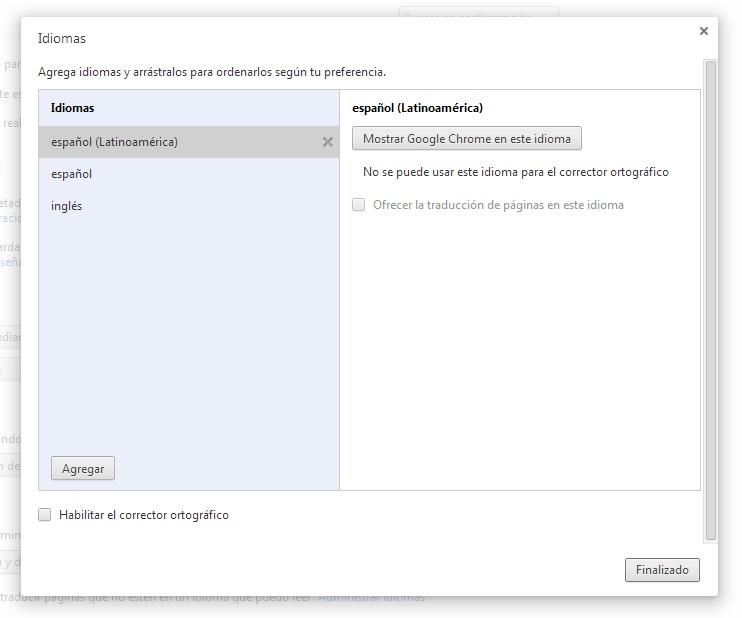 Idiomas
Agrega idiomas y arrástralos para ordenarlos según tu preferencia.
Idiomas
español (Latinoamérica)
español
inglés
Agregar
español (Latinoamérica)
Mostrar Google Chrome en este idioma
No se puede usar este idioma para el corrector ortográfico
Ofrecer la traducción de páginas en este idioma
Habilitar el corrector ortográfico
Finalizado
traducir páginas que no estén en un idioma que puedo leer Administrar idiomas